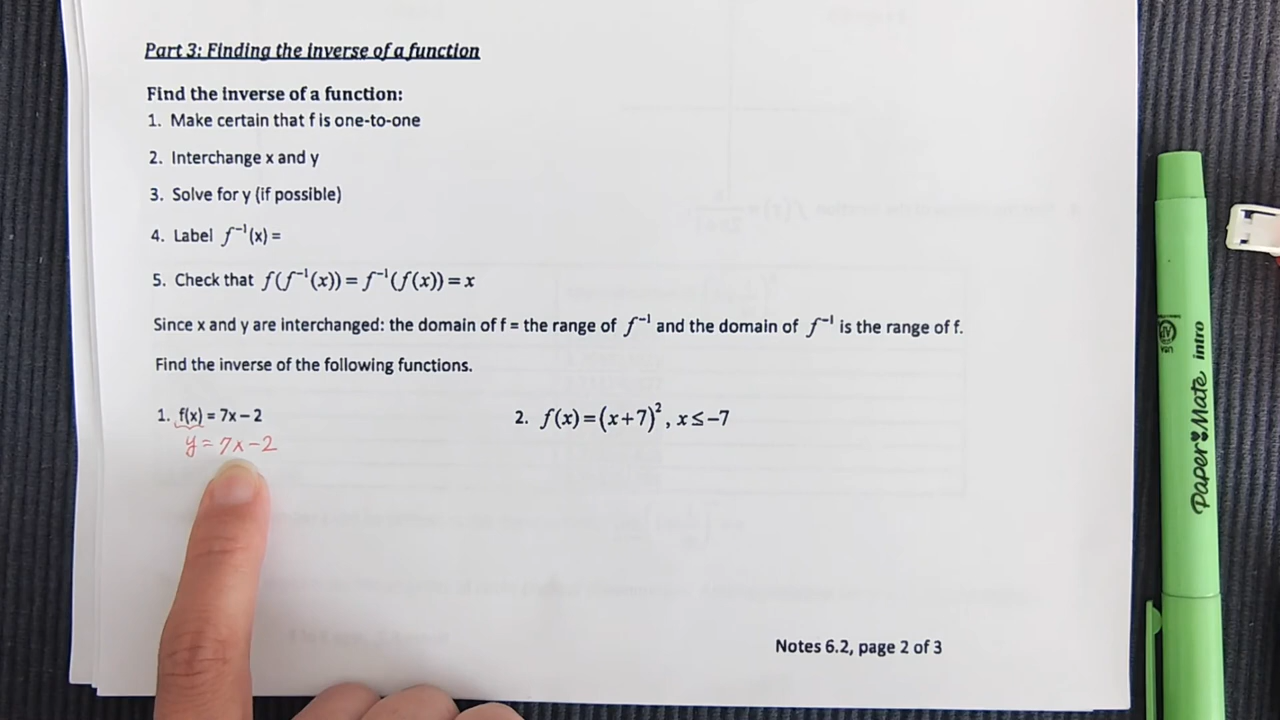 Part 3: Finding the inverse of a function
Find the inverse of a function:
1. Make certain that f is one-to-one
2. Interchange x and y
3. Solve for y (if possible)
4. Label f⁻¹(x) =
5. Check that f(f⁻¹(x)) = f⁻¹(f(x)) = x
Since x and y are interchanged: the domain of f = the range of f⁻¹ and the domain of f⁻¹ is the range of f.
Find the inverse of the following functions.
1. f(x) = 7x – 2
y = 7x – 2
2. f(x) = (x+7)², x ≤ –7
Notes 6.2, page 2 of 3
Paper Mate intro